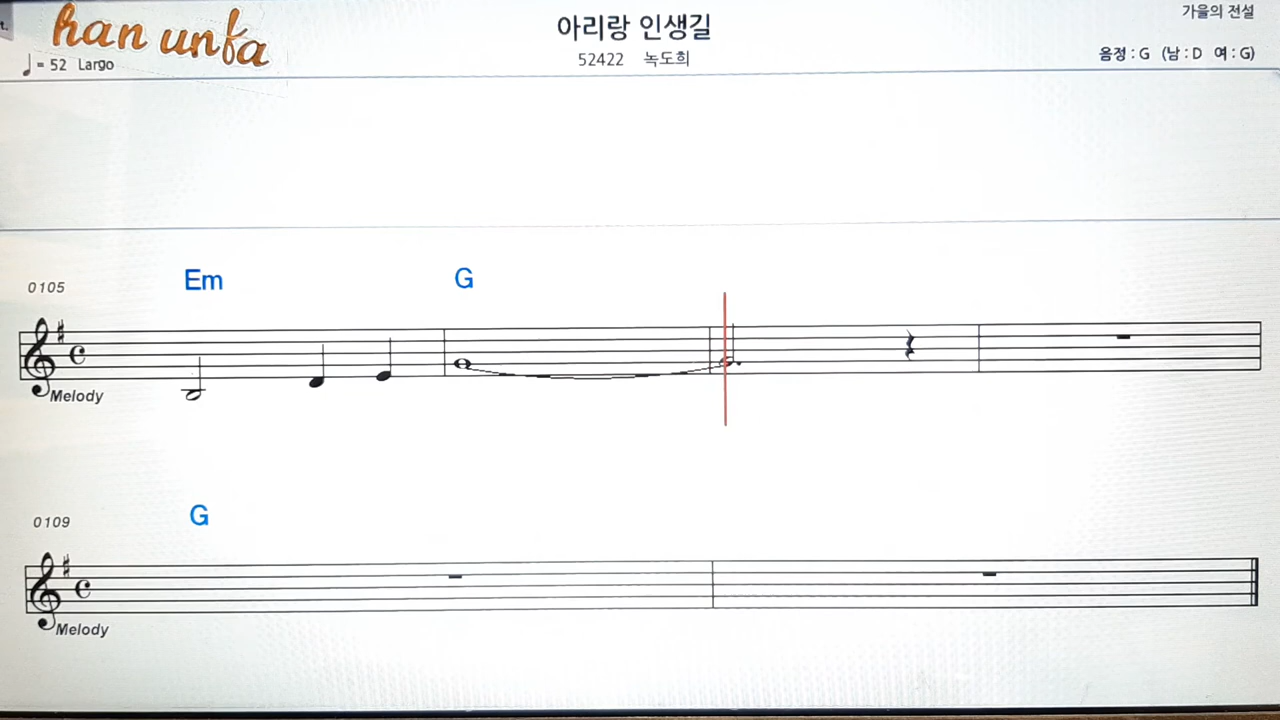 t.
han unfa
아리랑 인생길
가을의 전설
♩ = 52 Largo
52422 녹도희
음정 : G (남 : D 여 : G)
Em G
0105
Melody
G
0109
Melody